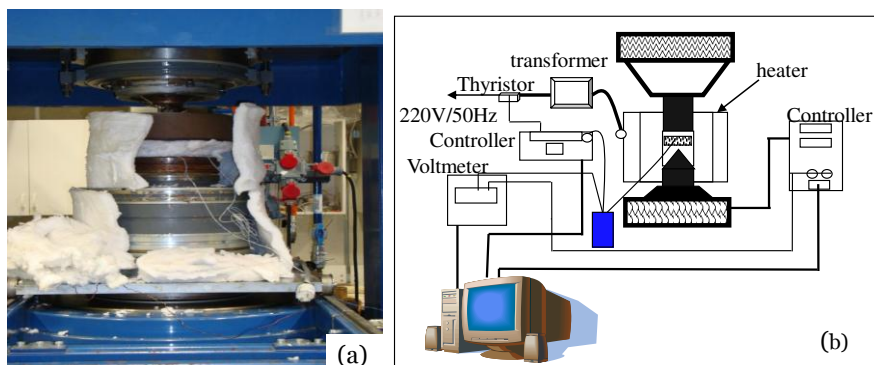 (a)
transformer
Thyristor
220V/50Hz
Controller
Voltmeter
heater
Controller
(b)